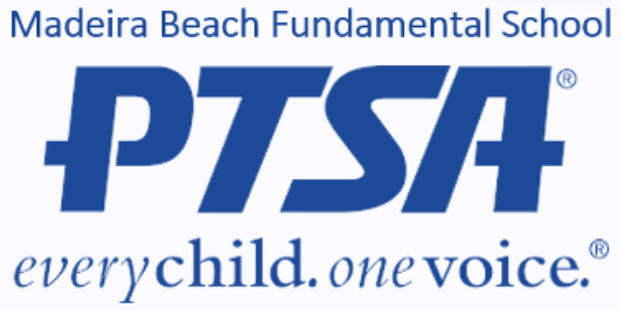 Madeira Beach Fundamental School
PTSA®
everychild. onevoice.®